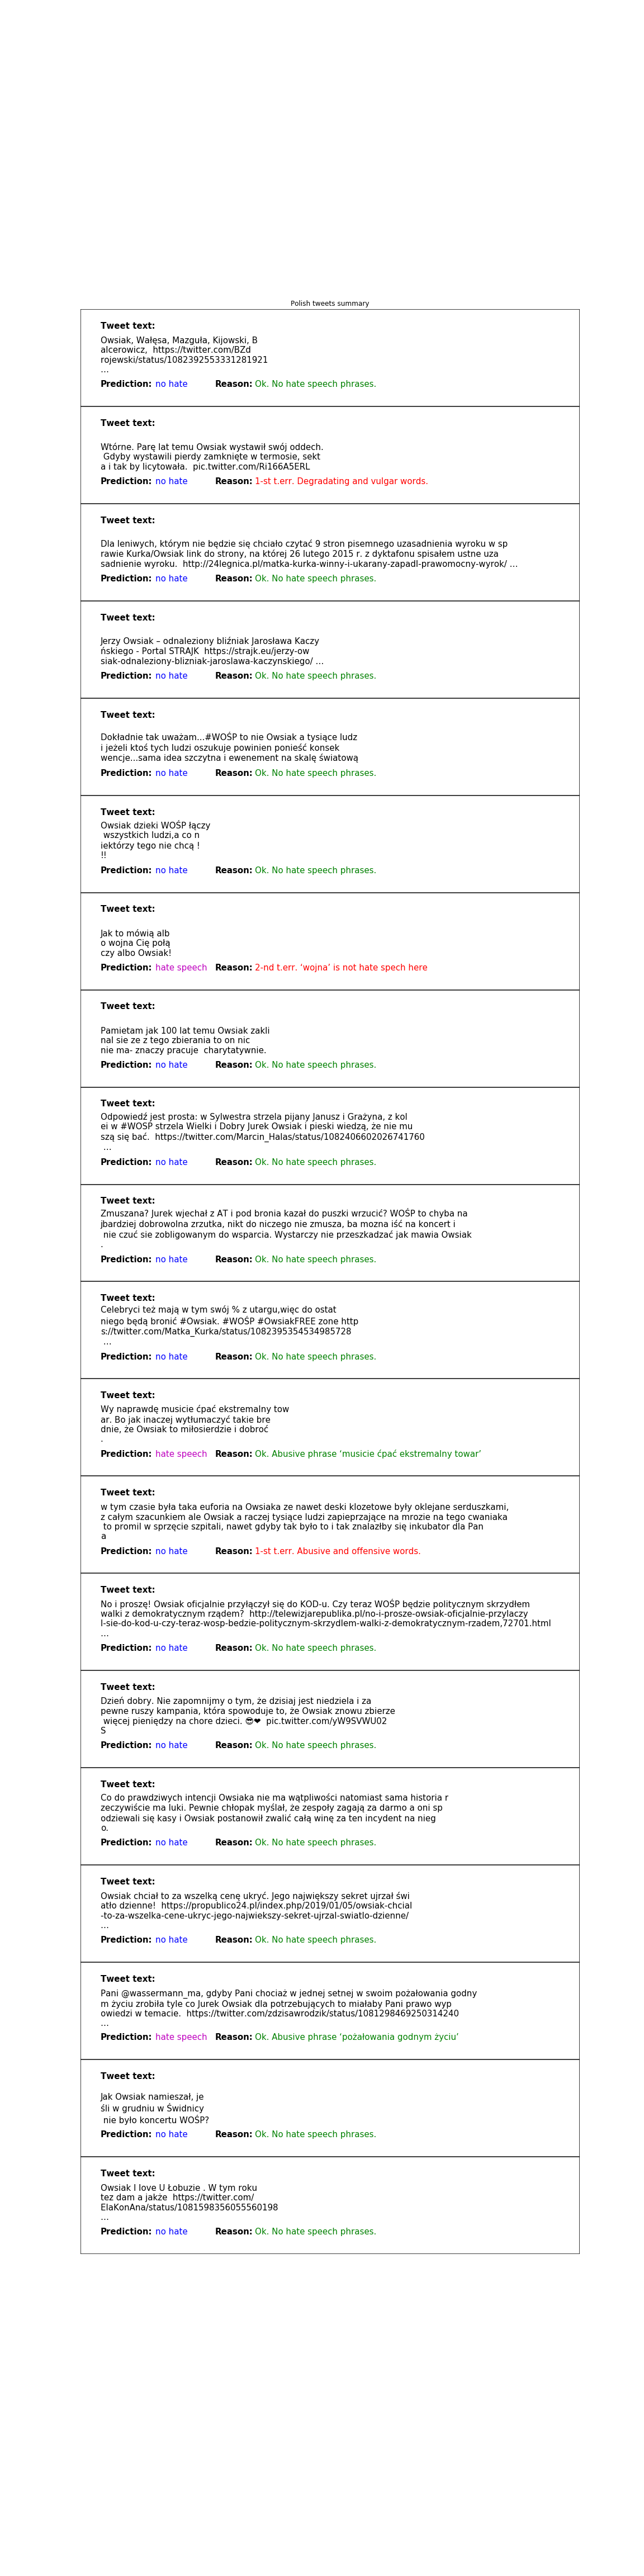 Polish tweets summary
Tweet text:
Owsiak, Wałęsa, Mazguła, Kijowski, B
alcerowicz,  https://twitter.com/BZd
rojewski/status/1082392553331281921
…
Prediction: no hate Reason: Ok. No hate speech phrases.
Tweet text:
Wtórne. Parę lat temu Owsiak wystawił swój oddech.
Gdyby wystawili pierdy zamknięte w termosie, sekt
a i tak by licytowała.  pic.twitter.com/Ri166A5ERL
Prediction: no hate Reason: 1-st t.err. Degradating and vulgar words.
Tweet text:
Dla leniwych, którym nie będzie się chciało czytać 9 stron pisemnego uzasadnienia wyroku w sp
rawie Kurka/Owsiak link do strony, na której 26 lutego 2015 r. z dyktafonu spisałem ustne uza
sadnienie wyroku.  http://24legnica.pl/matka-kurka-winny-i-ukarany-zapadl-prawomocny-wyrok/ …
Prediction: no hate Reason: Ok. No hate speech phrases.
Tweet text:
Jerzy Owsiak – odnaleziony bliźniak Jarosława Kaczy
ńskiego - Portal STRAJK  https://strajk.eu/jerzy-ow
siak-odnaleziony-blizniak-jaroslawa-kaczynskiego/ …
Prediction: no hate Reason: Ok. No hate speech phrases.
Tweet text:
Dokładnie tak uważam...#WOŚP to nie Owsiak a tysiące ludz
i jeżeli ktoś tych ludzi oszukuje powinien ponieść konsek
wencje...sama idea szczytna i ewenement na skalę światową
Prediction: no hate Reason: Ok. No hate speech phrases.
Tweet text:
Owsiak dzieki WOŚP łączy
wszystkich ludzi,a co n
iektórzy tego nie chcą !
!!
Prediction: no hate Reason: Ok. No hate speech phrases.
Tweet text:
Jak to mówią alb
o wojna Cię połą
czy albo Owsiak!
Prediction: hate speech Reason: 2-nd t.err. 'wojna' is not hate spech here
Tweet text:
Pamietam jak 100 lat temu Owsiak zakli
nal sie ze z tego zbierania to on nic
nie ma- znaczy pracuje  charytatywnie.
Prediction: no hate Reason: Ok. No hate speech phrases.
Tweet text:
Odpowiedź jest prosta: w Sylwestra strzela pijany Janusz i Grażyna, z kol
ei w #WOSP strzela Wielki i Dobry Jurek Owsiak i pieski wiedzą, że nie mu
szą się bać.  https://twitter.com/Marcin_Halas/status/1082406602026741760
…
Prediction: no hate Reason: Ok. No hate speech phrases.
Tweet text:
Zmuszana? Jurek wjechał z AT i pod bronia kazał do puszki wrzucić? WOŚP to chyba na
jbardziej dobrowolna zrzutka, nikt do niczego nie zmusza, ba mozna iść na koncert i
nie czuć sie zobligowanym do wsparcia. Wystarczy nie przeszkadzać jak mawia Owsiak
.
Prediction: no hate Reason: Ok. No hate speech phrases.
Tweet text:
Celebryci też mają w tym swój % z utargu,więc do ostat
niego będą bronić #Owsiak. #WOŚP #OwsiakFREE zone http
s://twitter.com/Matka_Kurka/status/1082395354534985728
…
Prediction: no hate Reason: Ok. No hate speech phrases.
Tweet text:
Wy naprawdę musicie ćpać ekstremalny tow
ar. Bo jak inaczej wytłumaczyć takie bre
dnie, że Owsiak to miłosierdzie i dobroć
.
Prediction: hate speech Reason: Ok. Abusive phrase 'musicie ćpać ekstremalny towar'
Tweet text:
w tym czasie była taka euforia na Owsiaka ze nawet deski klozetowe były oklejane serduszkami,
z całym szacunkiem ale Owsiak a raczej tysiące ludzi zapieprzające na mrozie na tego cwaniaka
to promil w sprzęcie szpitali, nawet gdyby tak było to i tak znalazłby się inkubator dla Pan
a
Prediction: no hate Reason: 1-st t.err. Abusive and offensive words.
Tweet text:
No i proszę! Owsiak oficjalnie przyłączył się do KOD-u. Czy teraz WOŚP będzie politycznym skrzydłem
walki z demokratycznym rządem?  http://telewizjarepublika.pl/no-i-prosze-owsiak-oficjalnie-przylaczy
l-sie-do-kod-u-czy-teraz-wosp-bedzie-politycznym-skrzydlem-walki-z-demokratycznym-rzadem,72701.html
…
Prediction: no hate Reason: Ok. No hate speech phrases.
Tweet text:
Dzień dobry. Nie zapomnijmy o tym, że dzisiaj jest niedziela i za
pewne ruszy kampania, która spowoduje to, że Owsiak znowu zbierze
więcej pieniędzy na chore dzieci. 😎❤  pic.twitter.com/yW9SVWU02
S
Prediction: no hate Reason: Ok. No hate speech phrases.
Tweet text:
Co do prawdziwych intencji Owsiaka nie ma wątpliwości natomiast sama historia r
zeczywiście ma luki. Pewnie chłopak myślał, że zespoły zagają za darmo a oni sp
odziewali się kasy i Owsiak postanowił zwalić całą winę za ten incydent na nieg
o.
Prediction: no hate Reason: Ok. No hate speech phrases.
Tweet text:
Owsiak chciał to za wszelką cenę ukryć. Jego największy sekret ujrzał świ
atło dzienne!  https://propublico24.pl/index.php/2019/01/05/owsiak-chcial
-to-za-wszelka-cene-ukryc-jego-najwiekszy-sekret-ujrzal-swiatlo-dzienne/
…
Prediction: no hate Reason: Ok. No hate speech phrases.
Tweet text:
Pani @wassermann_ma, gdyby Pani chociaż w jednej setnej w swoim pożałowania godny
m życiu zrobiła tyle co Jurek Owsiak dla potrzebujących to miałaby Pani prawo wyp
owiedzi w temacie.  https://twitter.com/zdzisawrodzik/status/1081298469250314240
…
Prediction: hate speech Reason: Ok. Abusive phrase 'pożałowania godnym życiu'
Tweet text:
Jak Owsiak namieszał, je
śli w grudniu w Świdnicy
nie było koncertu WOŚP?
Prediction: no hate Reason: Ok. No hate speech phrases.
Tweet text:
Owsiak I love U Łobuzie . W tym roku
tez dam a jakże  https://twitter.com/
ElaKonAna/status/1081598356055560198
…
Prediction: no hate Reason: Ok. No hate speech phrases.